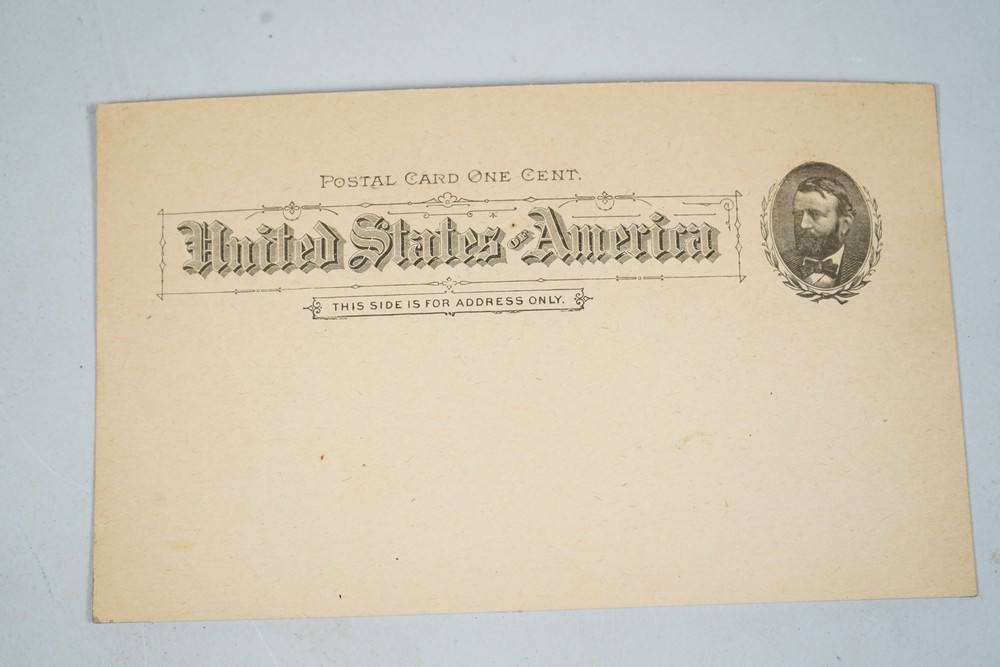 POSTAL CARD ONE CENT.
United States OF America
THIS SIDE IS FOR ADDRESS ONLY.